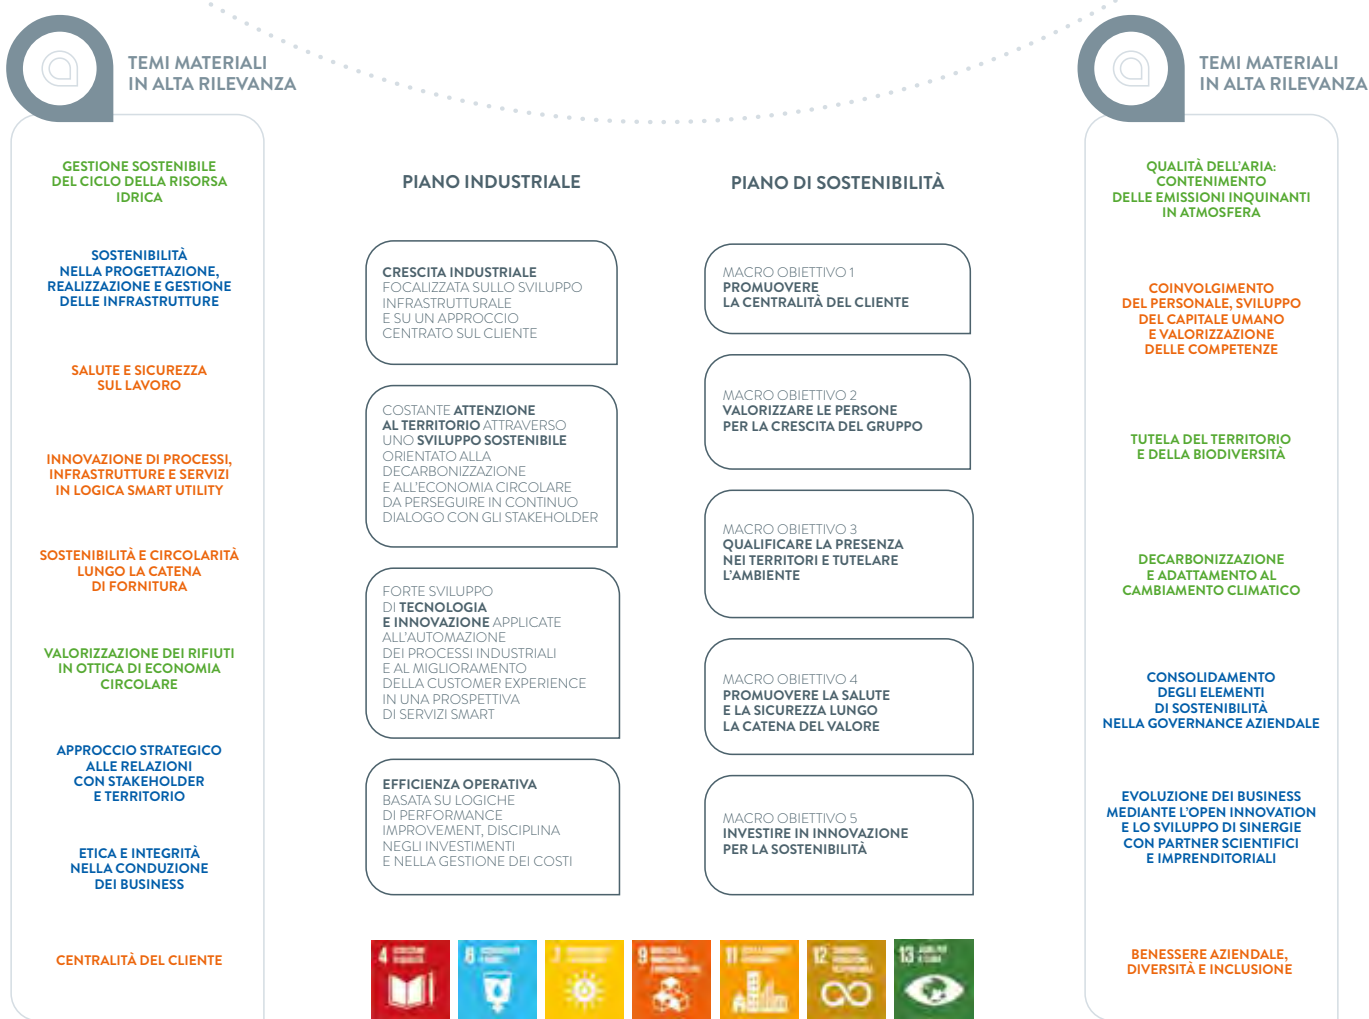 TEMI MATERIALI
IN ALTA RILEVANZA
GESTIONE SOSTENIBILE
DEL CICLO DELLA RISORSA
IDRICA
SOSTENIBILITÀ
NELLA PROGETTAZIONE,
REALIZZAZIONE E GESTIONE
DELLE INFRASTRUTTURE
SALUTE E SICUREZZA
SUL LAVORO
INNOVAZIONE DI PROCESSI,
INFRASTRUTTURE E SERVIZI
IN LOGICA SMART UTILITY
SOSTENIBILITÀ E CIRCOLARITÀ
LUNGO LA CATENA
DI FORNITURA
VALORIZZAZIONE DEI RIFIUTI
IN OTTICA DI ECONOMIA
CIRCOLARE
APPROCCIO STRATEGICO
ALLE RELAZIONI
CON STAKEHOLDER
E TERRITORIO
ETICA E INTEGRITÀ
NELLA CONDUZIONE
DEI BUSINESS
CENTRALITÀ DEL CLIENTE
PIANO INDUSTRIALE
CRESCITA INDUSTRIALE
FOCALIZZATA SULLO SVILUPPO
INFRASTRUTTURALE
E SU UN APPROCCIO
CENTRATO SUL CLIENTE
COSTANTE ATTENZIONE
AL TERRITORIO ATTRAVERSO
UNO SVILUPPO SOSTENIBILE
ORIENTATO ALLA
DECARBONIZZAZIONE
E ALL'ECONOMIA CIRCOLARE
DA PERSEGUIRE IN CONTINUO
DIALOGO CON GLI STAKEHOLDER
FORTE SVILUPPO
DI TECNOLOGIA
E INNOVAZIONE APPLICATE
ALL'AUTOMAZIONE
DEI PROCESSI INDUSTRIALI
E AL MIGLIORAMENTO
DELLA CUSTOMER EXPERIENCE
IN UNA PROSPETTIVA
DI SERVIZI SMART
EFFICIENZA OPERATIVA
BASATA SU LOGICHE
DI PERFORMANCE
IMPROVEMENT, DISCIPLINA
NEGLI INVESTIMENTI
E NELLA GESTIONE DEI COSTI
PIANO DI SOSTENIBILITÀ
MACRO OBIETTIVO 1
PROMUOVERE
LA CENTRALITÀ DEL CLIENTE
MACRO OBIETTIVO 2
VALORIZZARE LE PERSONE
PER LA CRESCITA DEL GRUPPO
MACRO OBIETTIVO 3
QUALIFICARE LA PRESENZA
NEI TERRITORI E TUTELARE
L'AMBIENTE
MACRO OBIETTIVO 4
PROMUOVERE LA SALUTE
E LA SICUREZZA LUNGO
LA CATENA DEL VALORE
MACRO OBIETTIVO 5
INVESTIRE IN INNOVAZIONE
PER LA SOSTENIBILITÀ
4
7
9
11
12
13
TEMI MATERIALI
IN ALTA RILEVANZA
QUALITÀ DELL'ARIA:
CONTENIMENTO
DELLE EMISSIONI INQUINANTI
IN ATMOSFERA
COINVOLGIMENTO
DEL PERSONALE, SVILUPPO
DEL CAPITALE UMANO
E VALORIZZAZIONE
DELLE COMPETENZE
TUTELA DEL TERRITORIO
E DELLA BIODIVERSITÀ
DECARBONIZZAZIONE
E ADATTAMENTO AL
CAMBIAMENTO CLIMATICO
CONSOLIDAMENTO
DEGLI ELEMENTI
DI SOSTENIBILITÀ
NELLA GOVERNANCE AZIENDALE
EVOLUZIONE DEI BUSINESS
MEDIANTE L'OPEN INNOVATION
E LO SVILUPPO DI SINERGIE
CON PARTNER SCIENTIFICI
E IMPRENDITORIALI
BENESSERE AZIENDALE,
DIVERSITÀ E INCLUSIONE